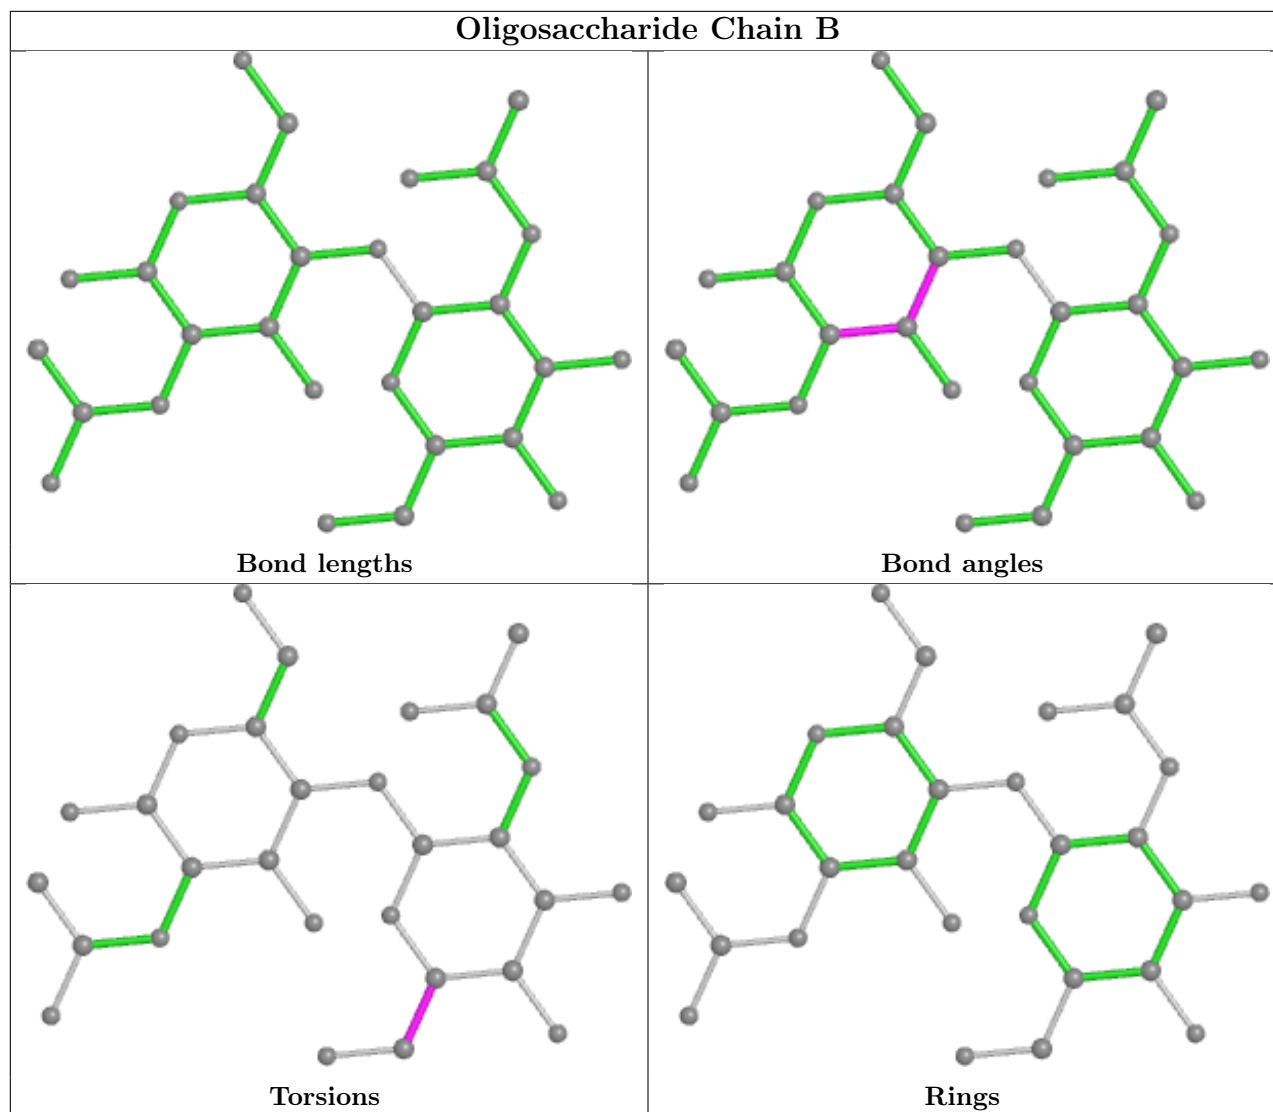 Oligosaccharide Chain B
Bond lengths
Bond angles
Torsions
Rings